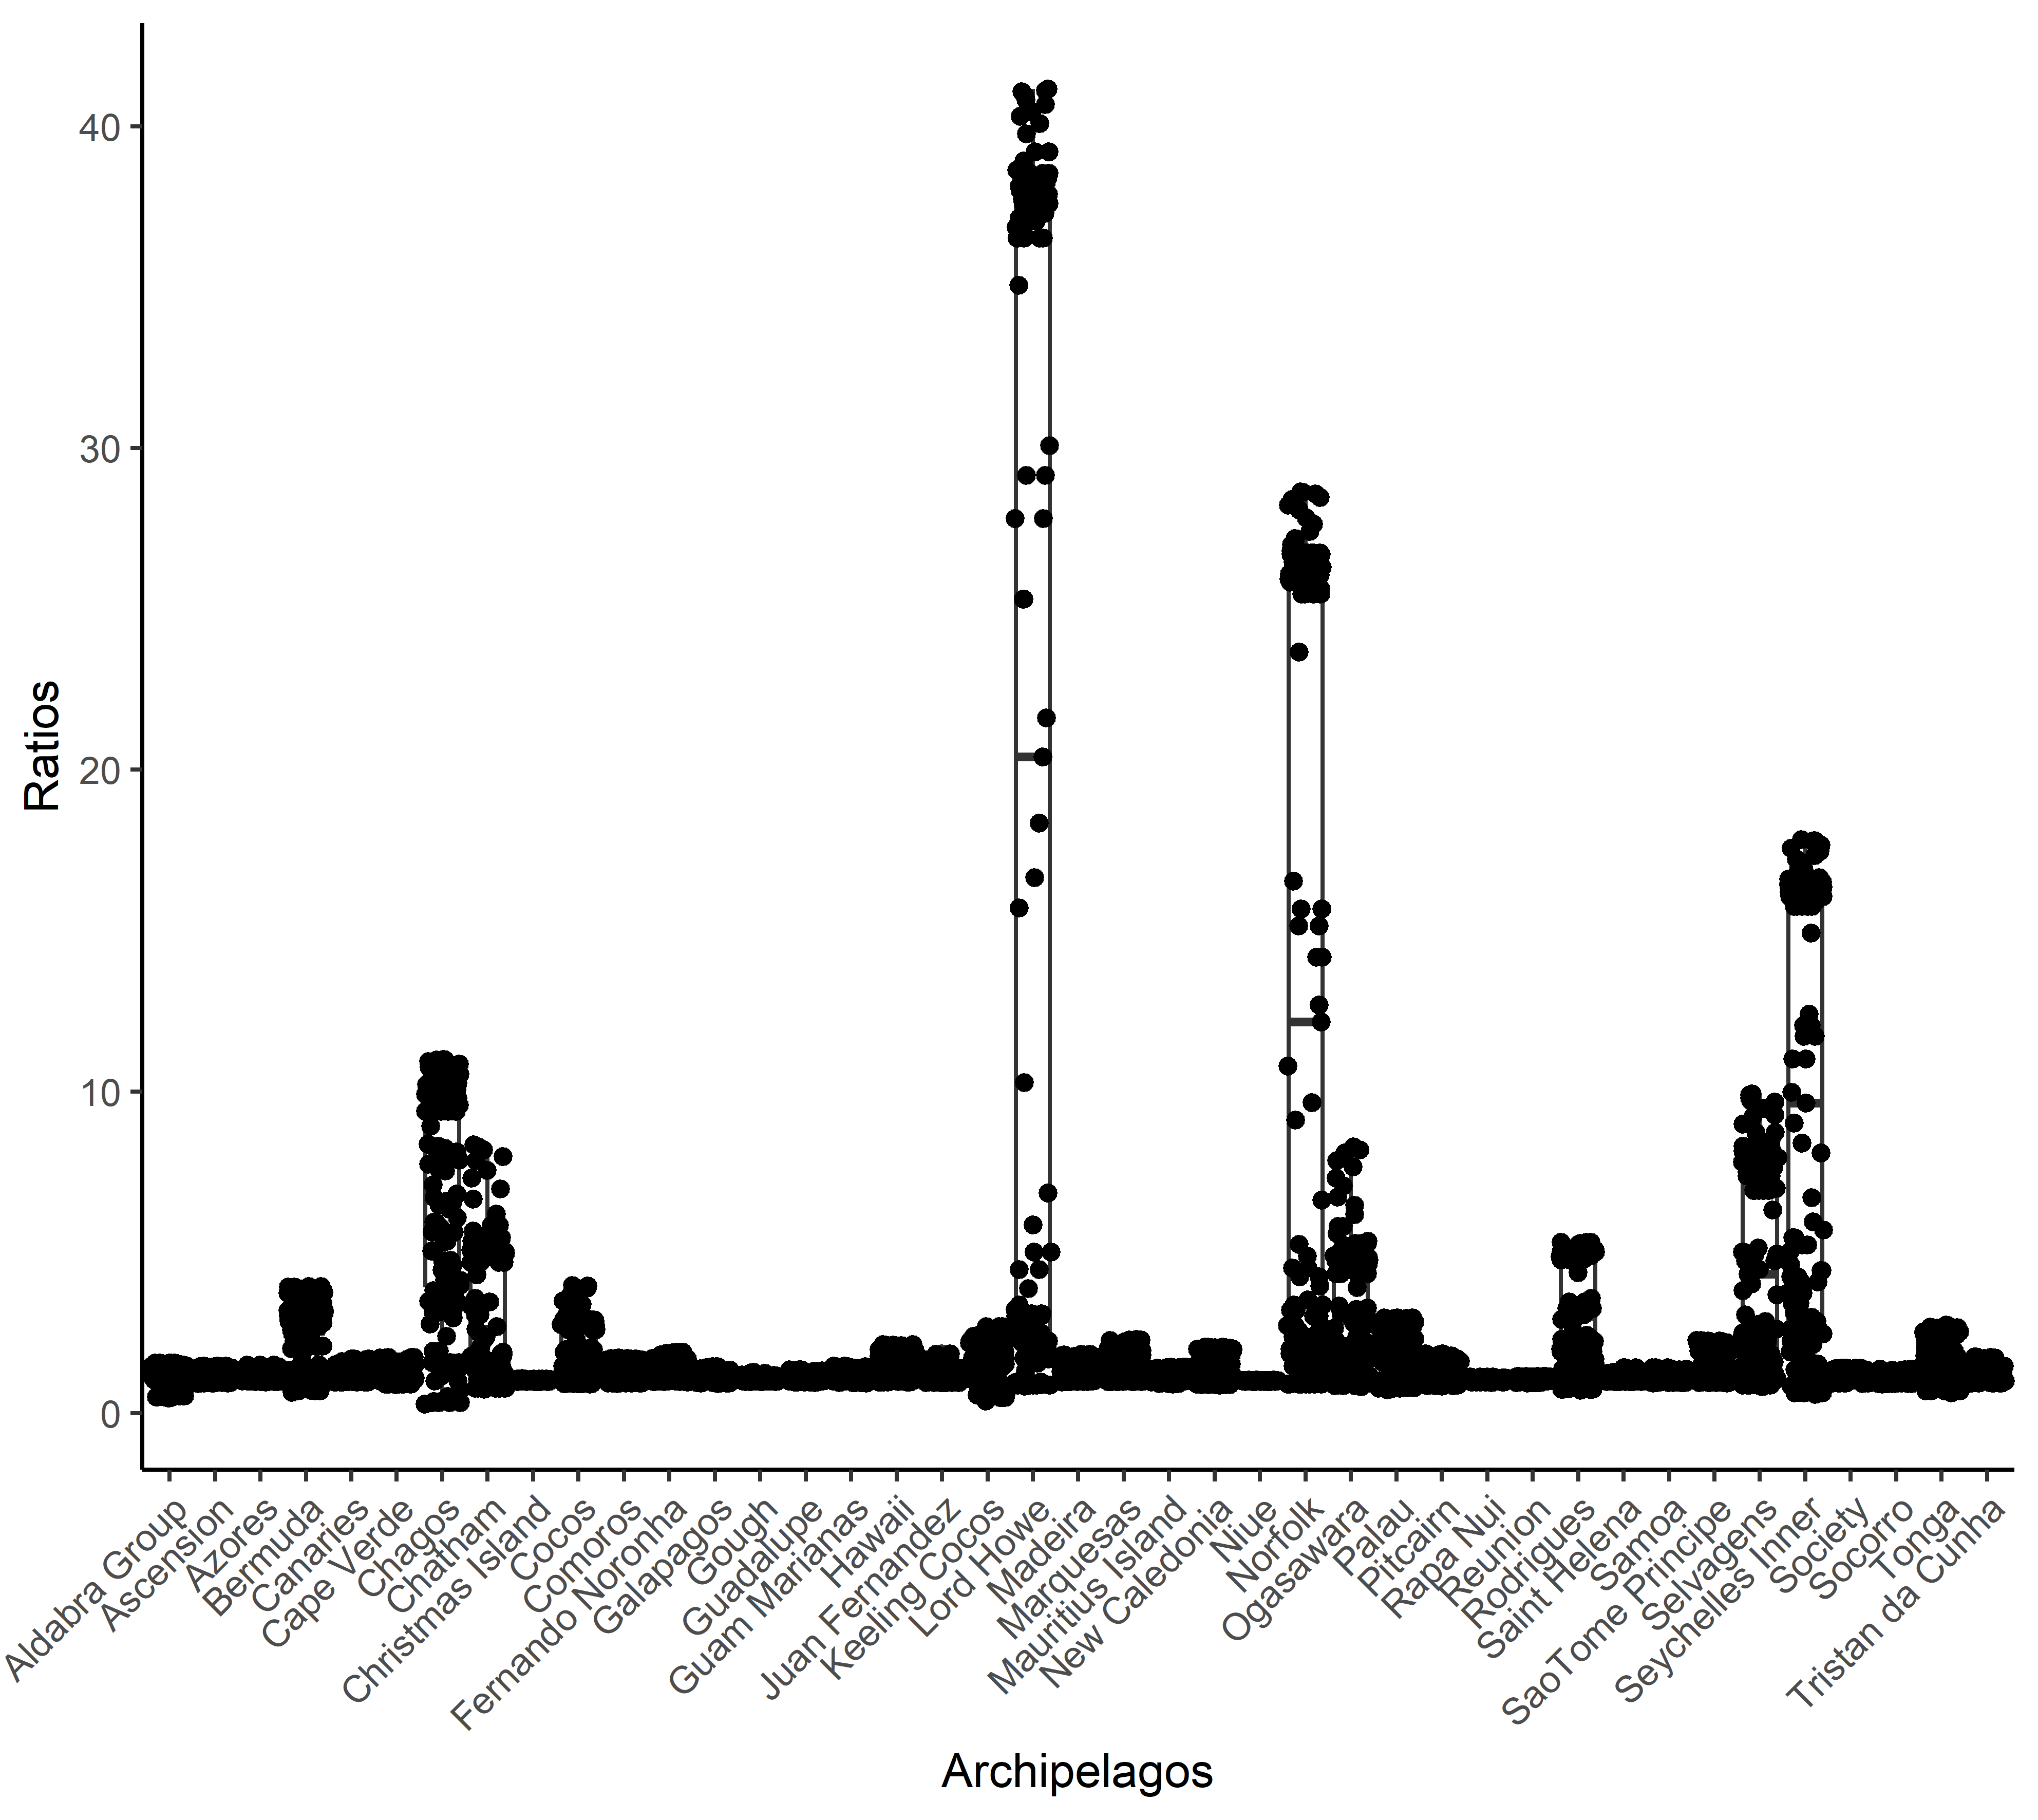 40
30
20
10
0
Ratios
Aldabra Group
Ascension
Azores
Bermuda
Canaries
Cape Verde
Chagos
Chatham
Christmas Island
Cocos
Comoros
Fernando Noronha
Galapagos
Gough
Guadalupe
Guam Marianas
Hawaii
Juan Fernandez
Keeling Cocos
Lord Howe
Madeira
Marquesas
Mauritius Island
New Caledonia
Niue
Norfolk
Ogasawara
Palau
Pitcairn
Rapa Nui
Reunion
Rodrigues
Saint Helena
Samoa
SaoTome Principe
Selvagens
Seychelles Inner
Society
Socorro
Tonga
Tristan da Cunha
Archipelagos